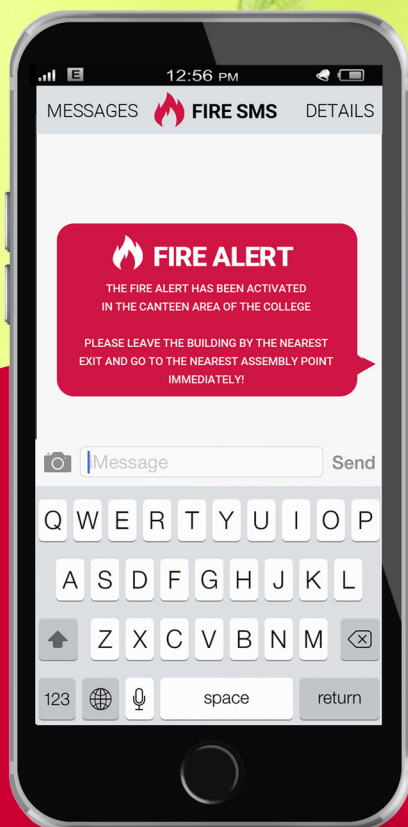 E 12:56 PM
MESSAGES FIRE SMS DETAILS
FIRE ALERT
THE FIRE ALERT HAS BEEN ACTIVATED
IN THE CANTEEN AREA OF THE COLLEGE
PLEASE LEAVE THE BUILDING BY THE NEAREST
EXIT AND GO TO THE NEAREST ASSEMBLY POINT
IMMEDIATELY!
iMessage Send
Q W E R T Y U I O P
A S D F G H J K L
Z X C V B N M
123 space return